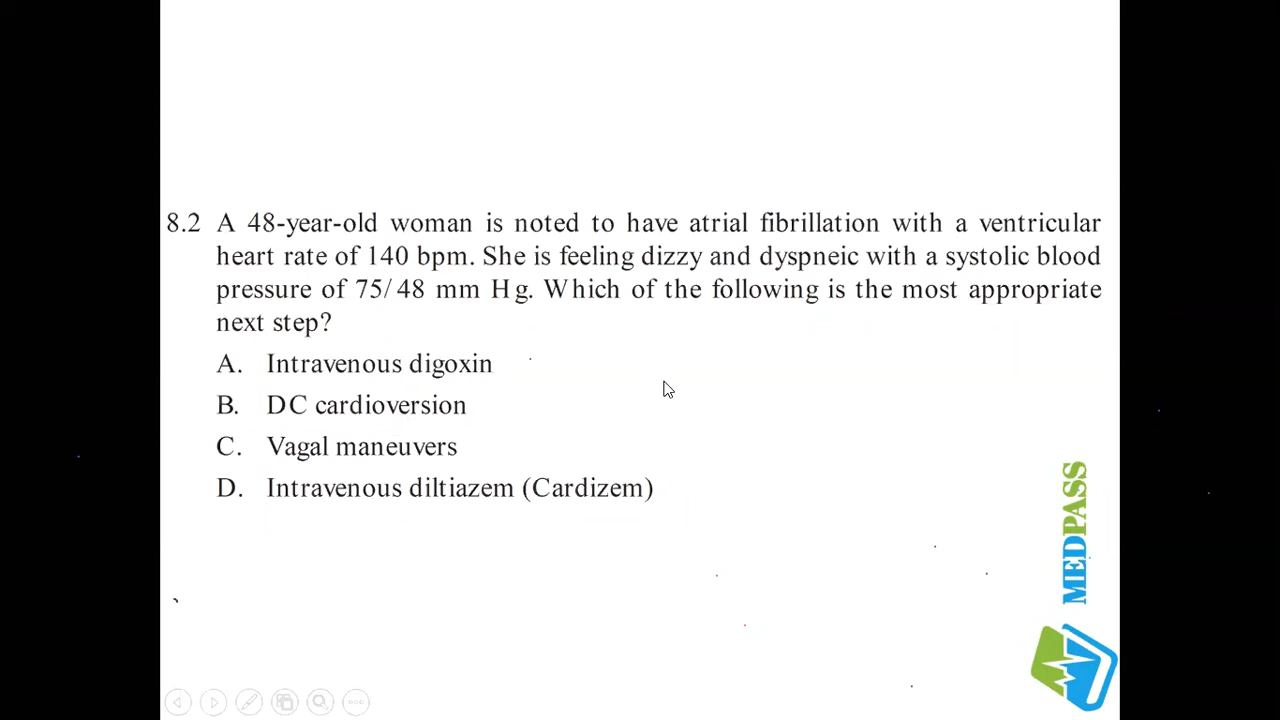 8.2 A 48-year-old woman is noted to have atrial fibrillation with a ventricular
heart rate of 140 bpm. She is feeling dizzy and dyspneic with a systolic blood
pressure of 75/48 mm Hg. Which of the following is the most appropriate
next step?
A. Intravenous digoxin
B. DC cardioversion
C. Vagal maneuvers
D. Intravenous diltiazem (Cardizem)
MEDPASS